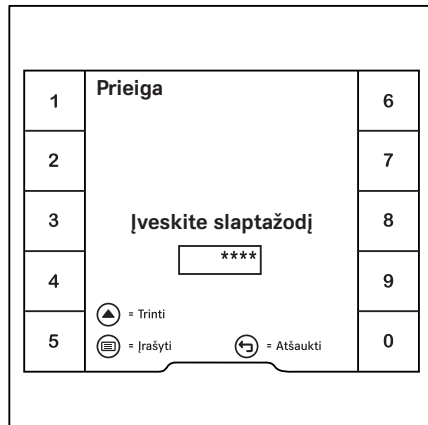 Prieiga
1
6
2
7
3
Įveskite slaptažodį
8
****
4
9
= Trinti
5
= Įrašyti
= Atšaukti
0